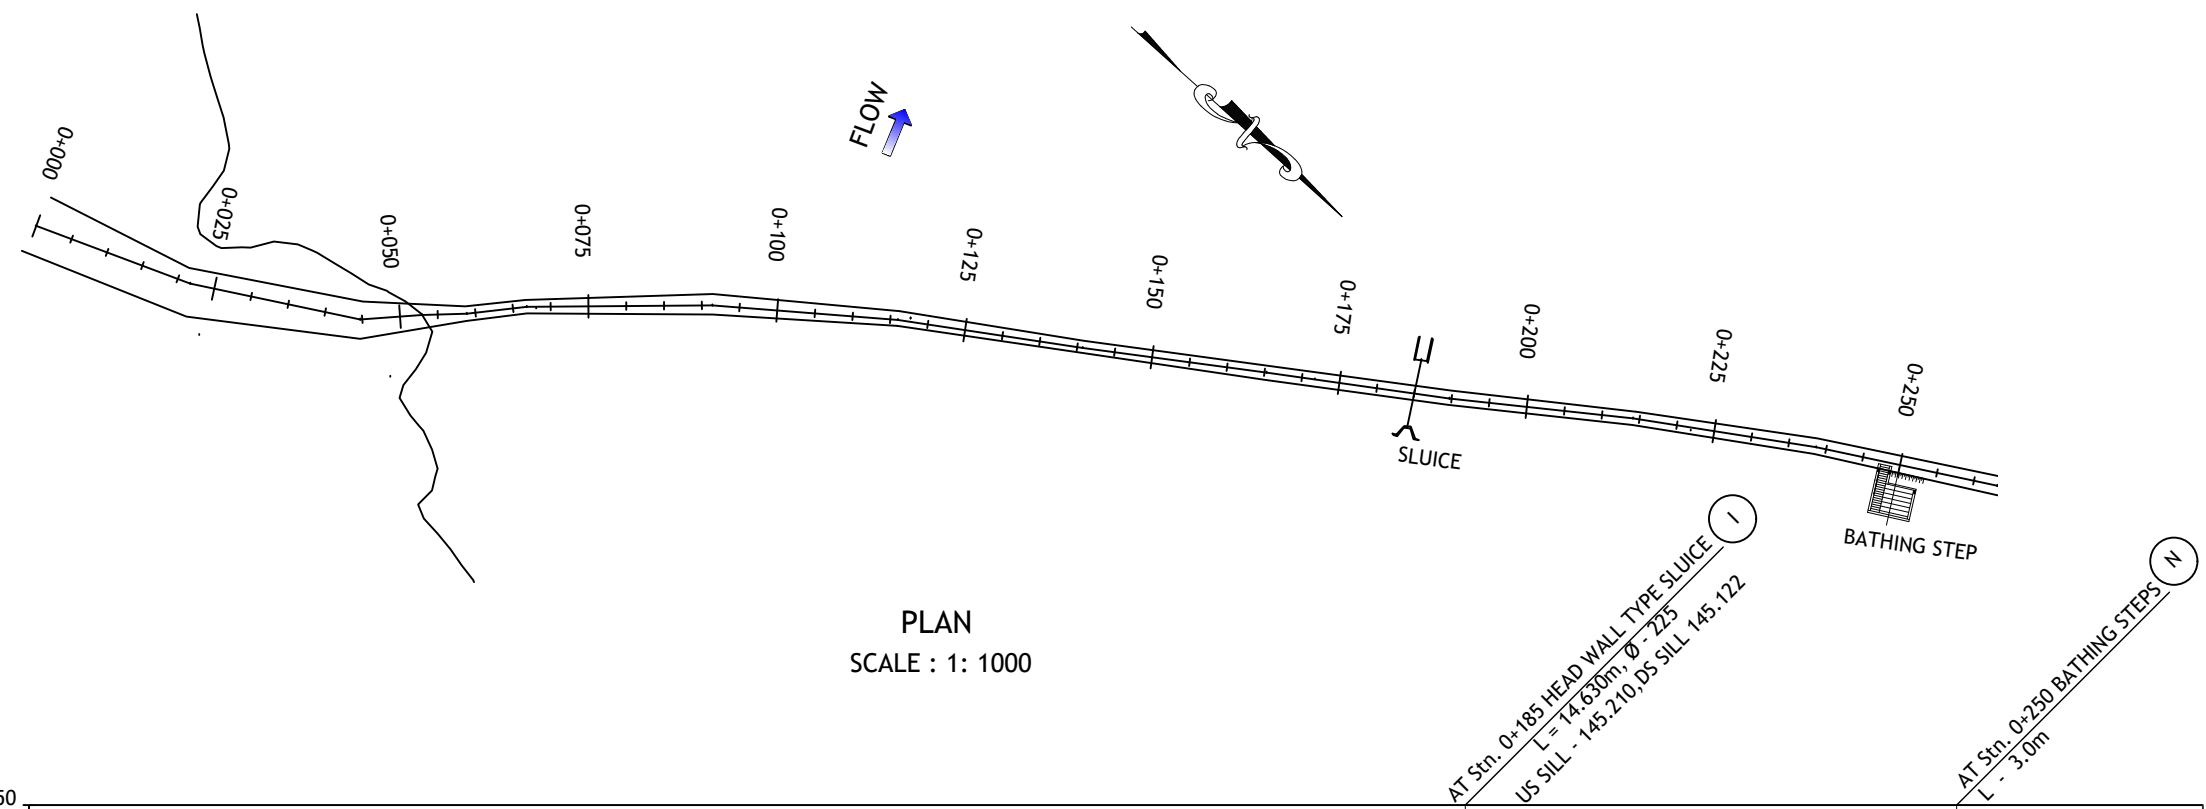 0+000
0+025
0+050
0+075
0+100
0+125
0+150
0+175
0+200
0+225
0+250
FLOW
SLUICE
BATHING STEP
PLAN
SCALE : 1: 1000
I
AT Stn. 0+185 HEAD WALL TYPE SLUICE
L = 14.630m, Ø - 225
US SILL - 145.210,DS SILL 145.122
N
AT Stn. 0+250 BATHING STEPS
L - 3.0m